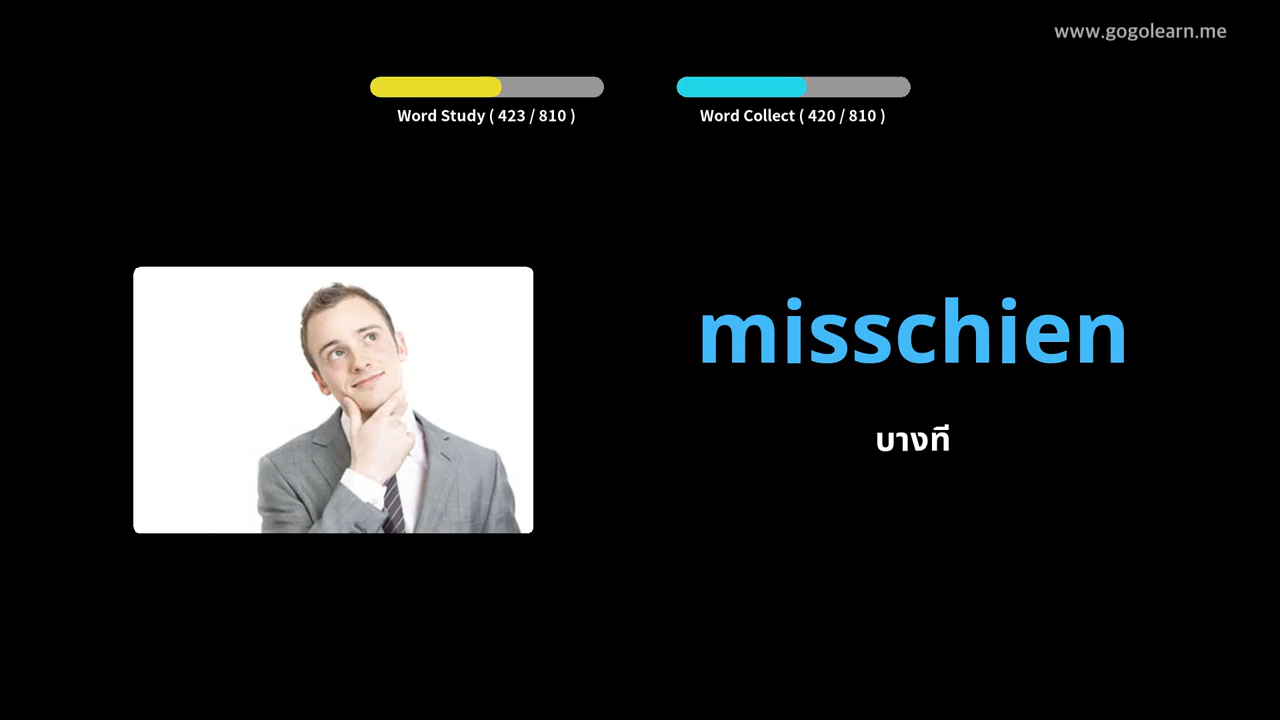 www.gogolearn.me
Word Study ( 423 / 810 )
Word Collect ( 420 / 810 )
misschien
บางที